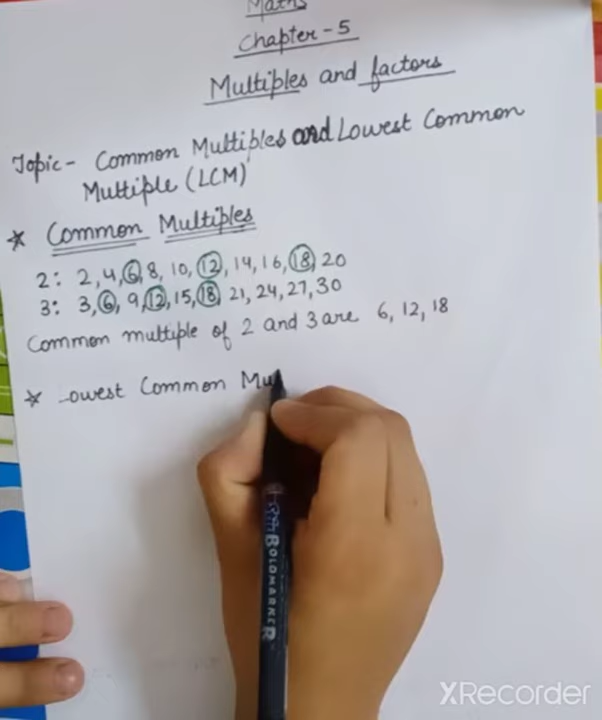 Maths
Chapter-5
Multiples and factors
Topic- Common Multiples and Lowest Common
Multiple (LCM)
* Common Multiples
2: 2, 4, 6, 8, 10, 12, 14, 16, 18, 20
3: 3, 6, 9, 12, 15, 18, 21, 24, 27, 30
Common multiple of 2 and 3 are 6, 12, 18
* Lowest Common Mu
BOLDMARKER
XRecorder